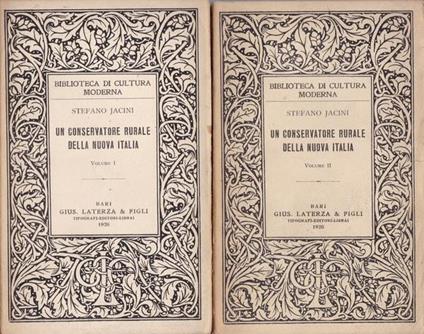 BIBLIOTECA DI CULTURA
MODERNA
STEFANO JACINI
UN CONSERVATORE RURALE
DELLA NUOVA ITALIA
VOLUME I
BARI
GIUS. LATERZA & FIGLI
TIPOGRAFI-EDITORI-LIBRAI
1926
BIBLIOTECA DI CULTURA
MODERNA
STEFANO JACINI
UN CONSERVATORE RURALE
DELLA NUOVA ITALIA
VOLUME II
BARI
GIUS. LATERZA & FIGLI
TIPOGRAFI-EDITORI-LIBRAI
1926